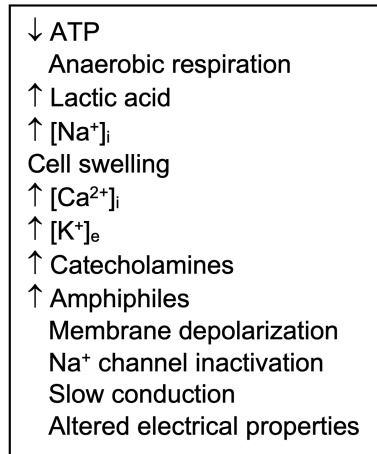 ↓ ATP
Anaerobic respiration
↑ Lactic acid
↑ [Na⁺]ᵢ
Cell swelling
↑ [Ca²⁺]ᵢ
↑ [K⁺]ₑ
↑ Catecholamines
↑ Amphiphiles
Membrane depolarization
Na⁺ channel inactivation
Slow conduction
Altered electrical properties